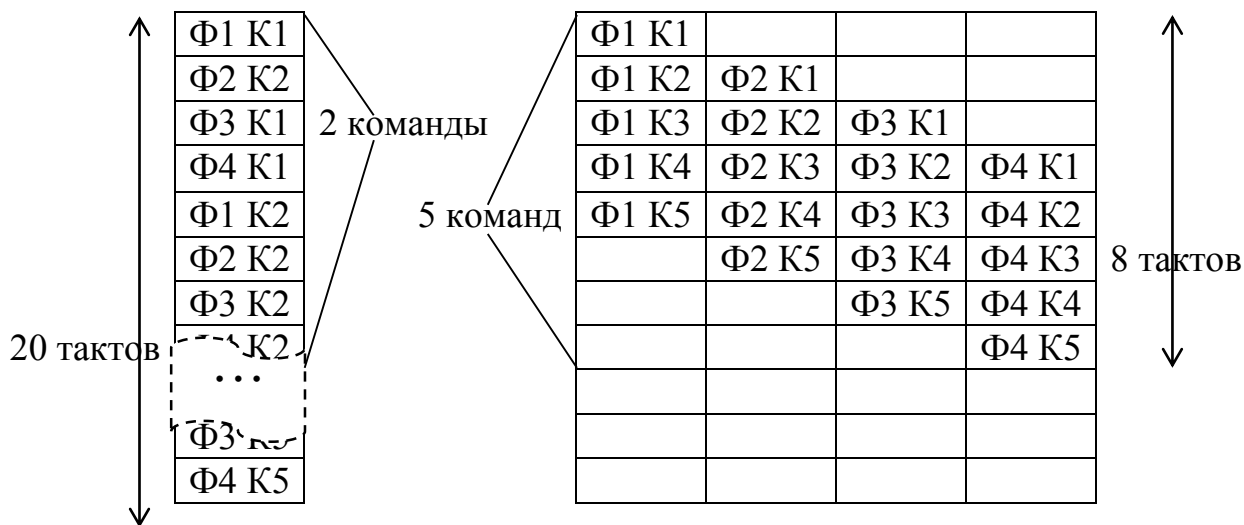 20 тактов
Ф1 К1
Ф2 К2
Ф3 К1
Ф4 К1
Ф1 К2
Ф2 К2
Ф3 К2
К2
...
Ф3
Ф4 К5
2 команды
5 команд
Ф1 К1
Ф1 К2 Ф2 К1
Ф1 К3 Ф2 К2 Ф3 К1
Ф1 К4 Ф2 К3 Ф3 К2 Ф4 К1
Ф1 К5 Ф2 К4 Ф3 К3 Ф4 К2
Ф2 К5 Ф3 К4 Ф4 К3
Ф3 К5 Ф4 К4
Ф4 К5
8 тактов